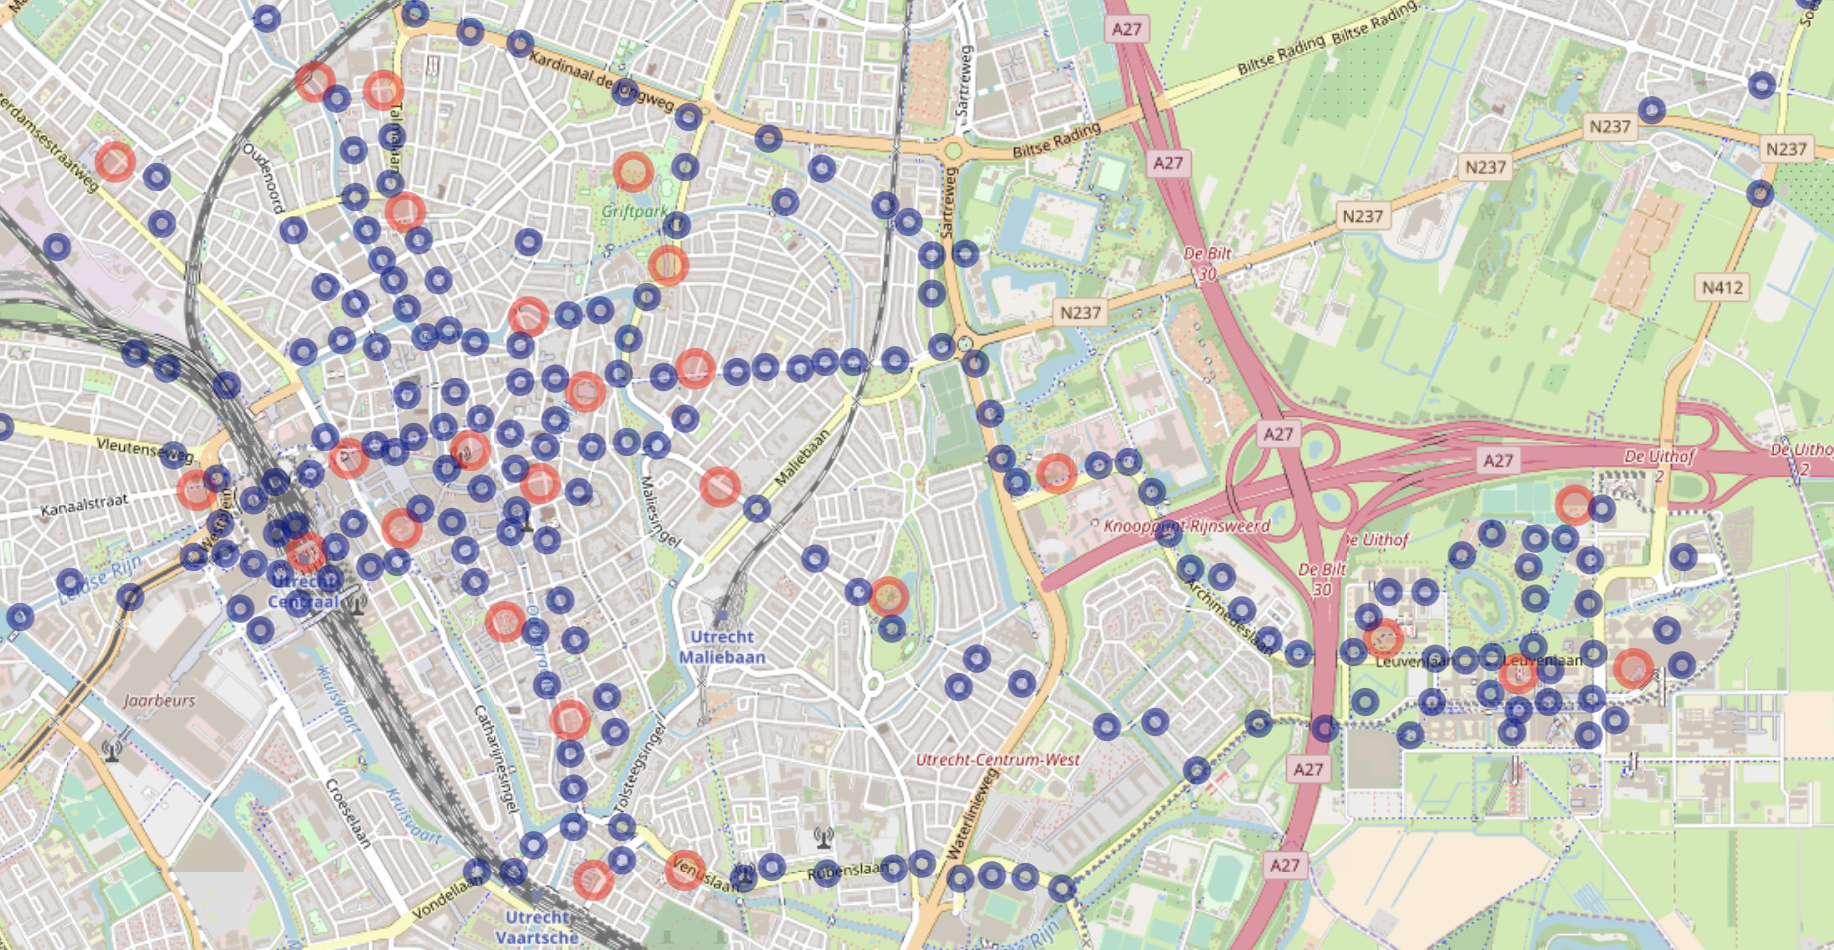 A27
Biltse Rading
Biltse Rading
Sartreweg
Kardinaal de Jongweg
Talmalaan
Biltse Rading
N237
N237
A27
N237
Oudenoord
Sartreweg
Griftpark
N237
De Bilt
30
N412
N237
Vleutenseweg
Maliebaan
A27
A27
De Uithof
2
De Uithof
2
Kanaalstraat
Maliesingel
Knooppunt Rijnsweerd
De Uithof
Leidse Rijn
Utrecht
Centraal
De Bilt
30
Archimedeslaan
Utrecht
Maliebaan
Leuvenlaan
Leuvenlaan
Kruisvaart
Jaarbeurs
Catharijnesingel
Tolsteegsingel
Utrecht-Centrum-West
A27
Croeselaan
Kruisvaart
Waterlinieweg
Venuslaan
Rubenslaan
A27
Vondellaan
Utrecht
Vaartsche
Rijn